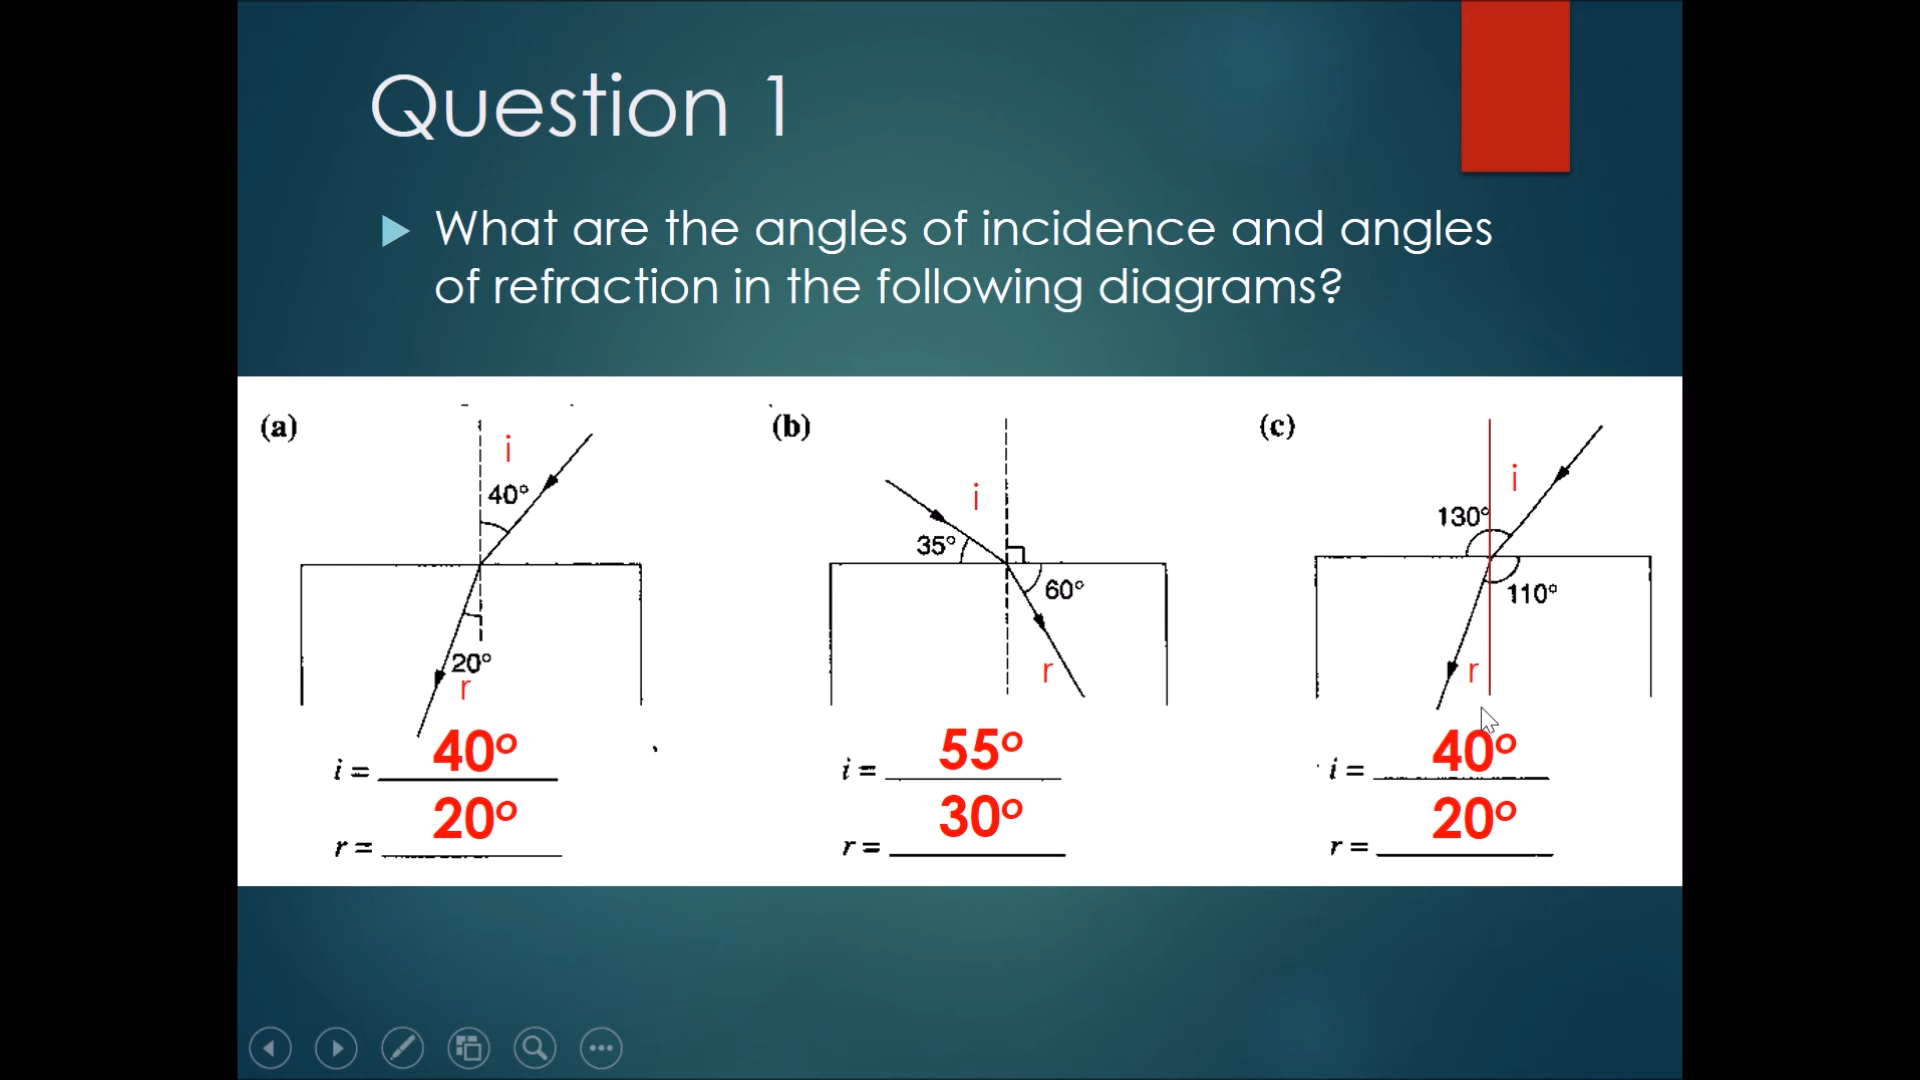 Question 1
What are the angles of incidence and angles
of refraction in the following diagrams?
(a)
i
40°
20°
r
i = 40°
r = 20°
(b)
i
35°
60°
r
i = 55°
r = 30°
(c)
i
130°
110°
r
i = 40°
r = 20°